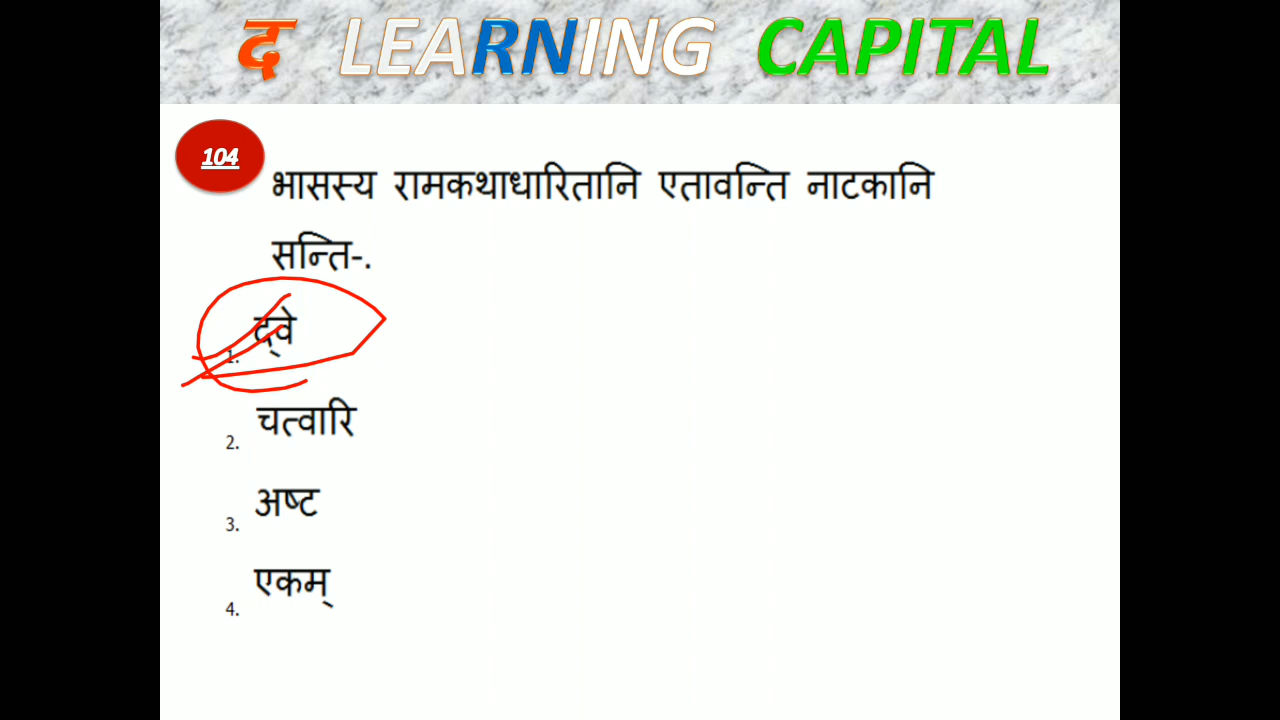 द LEARNING CAPITAL
104
भासस्य रामकथाधारितानि एतावन्ति नाटकानि
सन्ति-.
1. द्वे
2. चत्वारि
3. अष्ट
4. एकम्